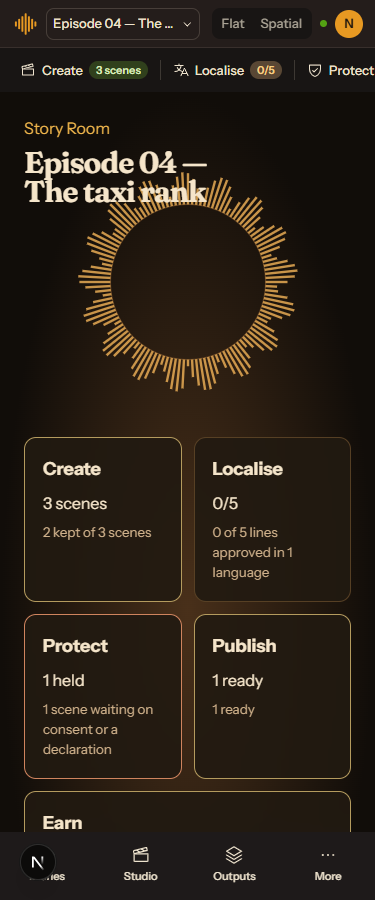 Episode 04 — The ...
Flat Spatial
N
Create 3 scenes Localise 0/5 Protect
Story Room
Episode 04 —
The taxi rank
Create
3 scenes
2 kept of 3 scenes
Localise
0/5
0 of 5 lines
approved in 1
language
Protect
1 held
1 scene waiting on
consent or a
declaration
Publish
1 ready
1 ready
Earn
N
Studio
Outputs
More